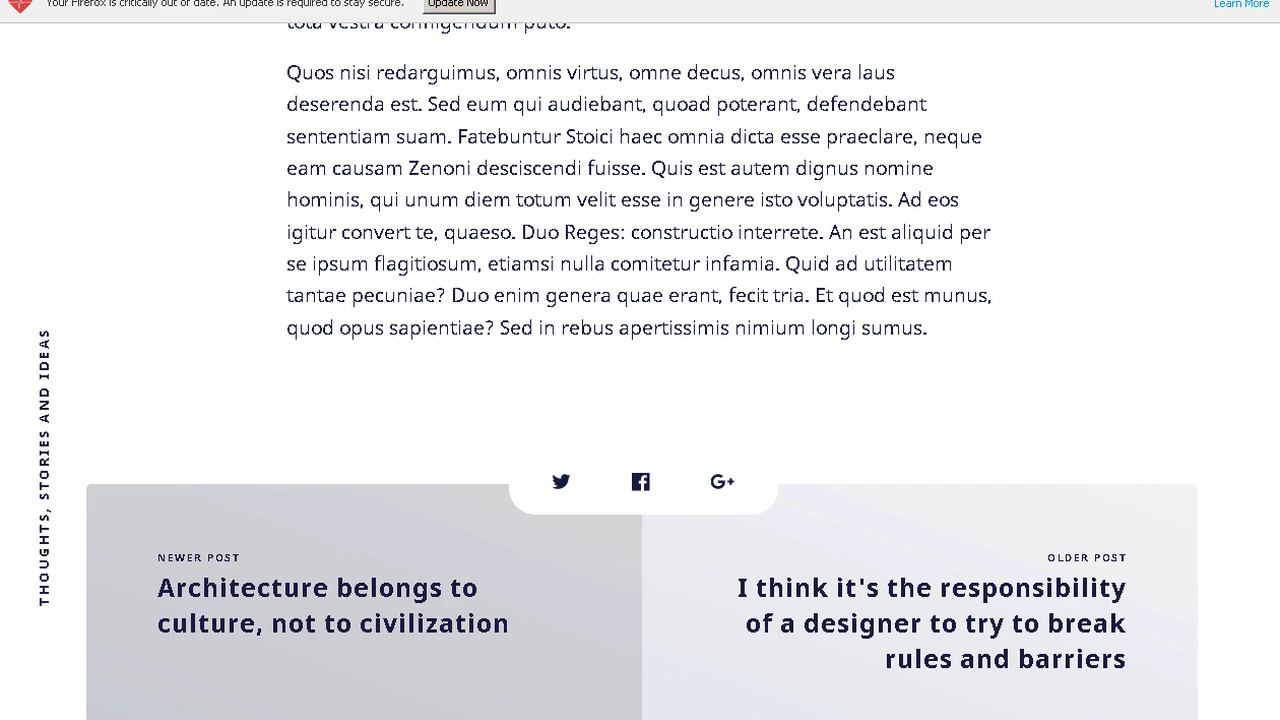 Your Firefox is critically out of date. An update is required to stay secure.
Update Now
Learn More
tota vestra confligendum puto.
Quos nisi redarguimus, omnis virtus, omne decus, omnis vera laus
deserenda est. Sed eum qui audiebant, quoad poterant, defendebant
sententiam suam. Fatebuntur Stoici haec omnia dicta esse praeclare, neque
eam causam Zenoni desciscendi fuisse. Quis est autem dignus nomine
hominis, qui unum diem totum velit esse in genere isto voluptatis. Ad eos
igitur convert te, quaeso. Duo Reges: constructio interrete. An est aliquid per
se ipsum flagitiosum, etiamsi nulla comitetur infamia. Quid ad utilitatem
tantae pecuniae? Duo enim genera quae erant, fecit tria. Et quod est munus,
quod opus sapientiae? Sed in rebus apertissimis nimium longi sumus.
THOUGHTS, STORIES AND IDEAS
G+
NEWER POST
Architecture belongs to
culture, not to civilization
OLDER POST
I think it's the responsibility
of a designer to try to break
rules and barriers